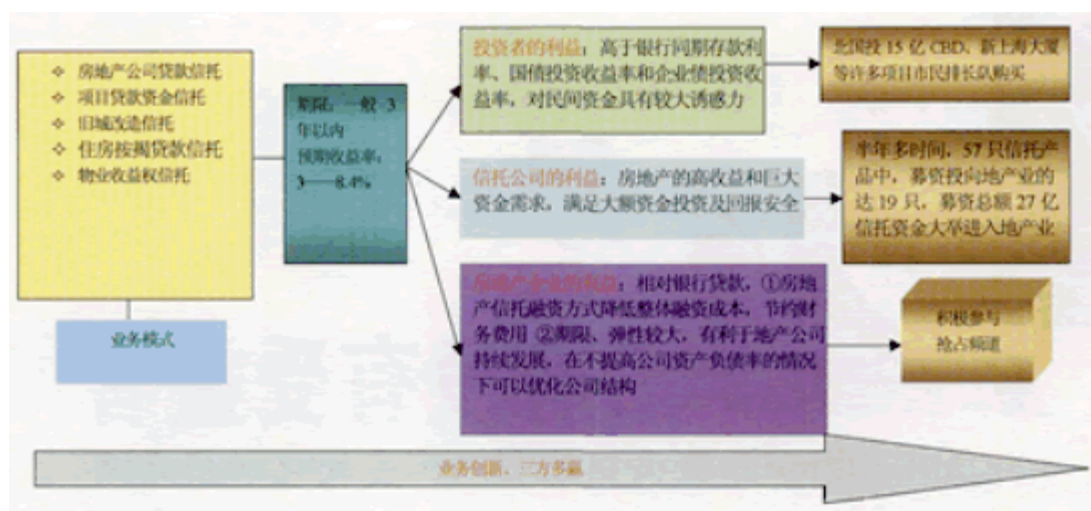 ❖ 房地产公司贷款信托
❖ 项目贷款资金信托
❖ 旧城改造信托
❖ 住房按揭贷款信托
❖ 物业收益权信托
业务模式
期限:一般 3
年以内
预期收益率:
3——8.4%
投资者的利益:高于银行同期存款利
率、国债投资收益率和企业债投资收
益率,对民间资金具有较大诱惑力
北国投 15 亿 CBD、新上海大厦
等许多项目市民排长队购买
信托公司的利益:房地产的高收益和巨大
资金需求,满足大额资金投资及回报安全
半年多时间,57 只信托产
品中,募资投向地产业的
达 19 只,募资总额 27 亿
信托资金大举进入地产业
房地产企业的利益:相对银行贷款,①房地
产信托融资方式降低整体融资成本,节约财
务费用 ②期限、弹性较大,有利于地产公司
持续发展,在不提高公司资产负债率的情况
下可以优化公司结构
积极参与
抢占频道
业务创新、三方多赢